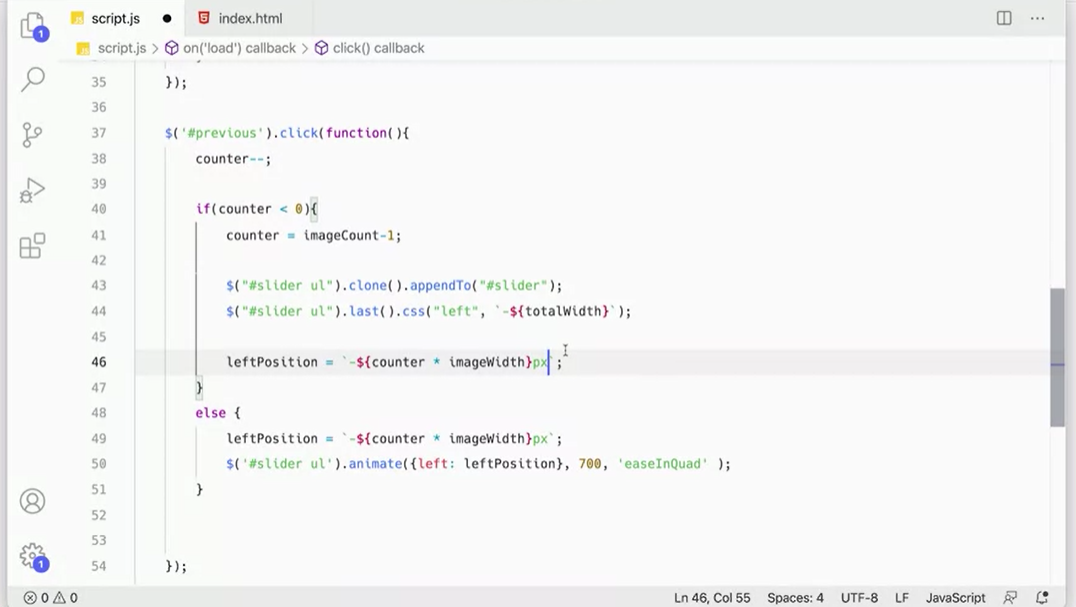 script.js index.html
1
script.js > on('load') callback > click() callback
35 });
36
37 $('#previous').click(function(){
38 counter--;
39
40 if(counter < 0){
41 counter = imageCount-1;
42
43 $("#slider ul").clone().appendTo("#slider");
44 $("#slider ul").last().css("left", `-${totalWidth}`);
45
46 leftPosition = `-${counter * imageWidth}px`;
47 }
48 else {
49 leftPosition = `-${counter * imageWidth}px`;
50 $('#slider ul').animate({left: leftPosition}, 700, 'easeInQuad' );
51 }
52
53
54 });
1
0 0 Ln 46, Col 55 Spaces: 4 UTF-8 LF JavaScript